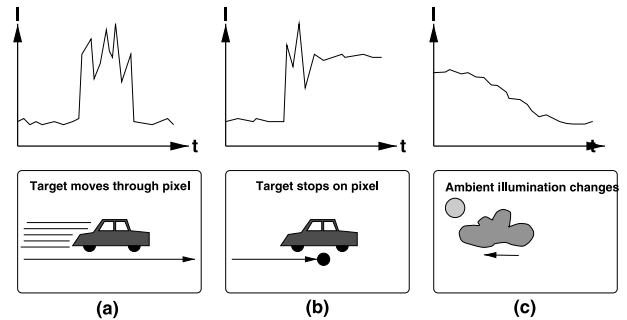 I
I
I
t
t
t
Target moves through pixel
Target stops on pixel
Ambient illumination changes
(a)
(b)
(c)